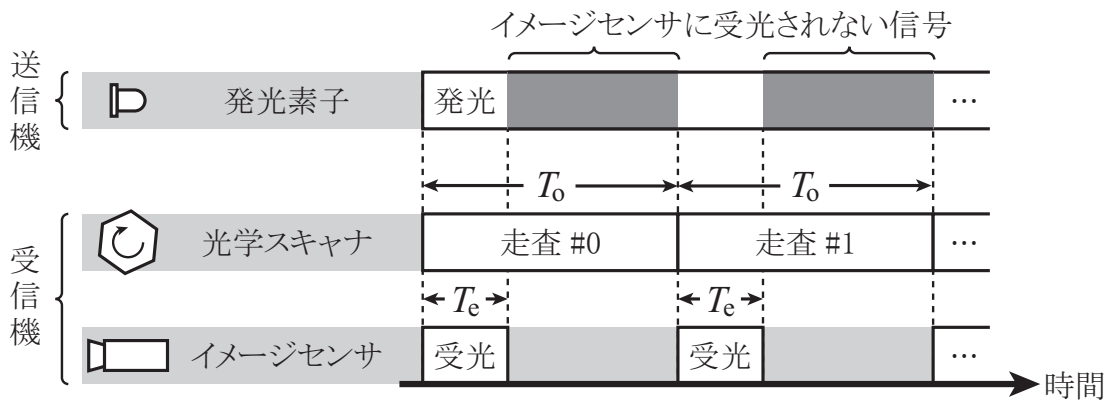 イメージセンサに受光されない信号
送信機
発光素子
発光
…
To
To
受信機
光学スキャナ
走査 #0
走査 #1
…
Te
Te
イメージセンサ
受光
受光
…
時間